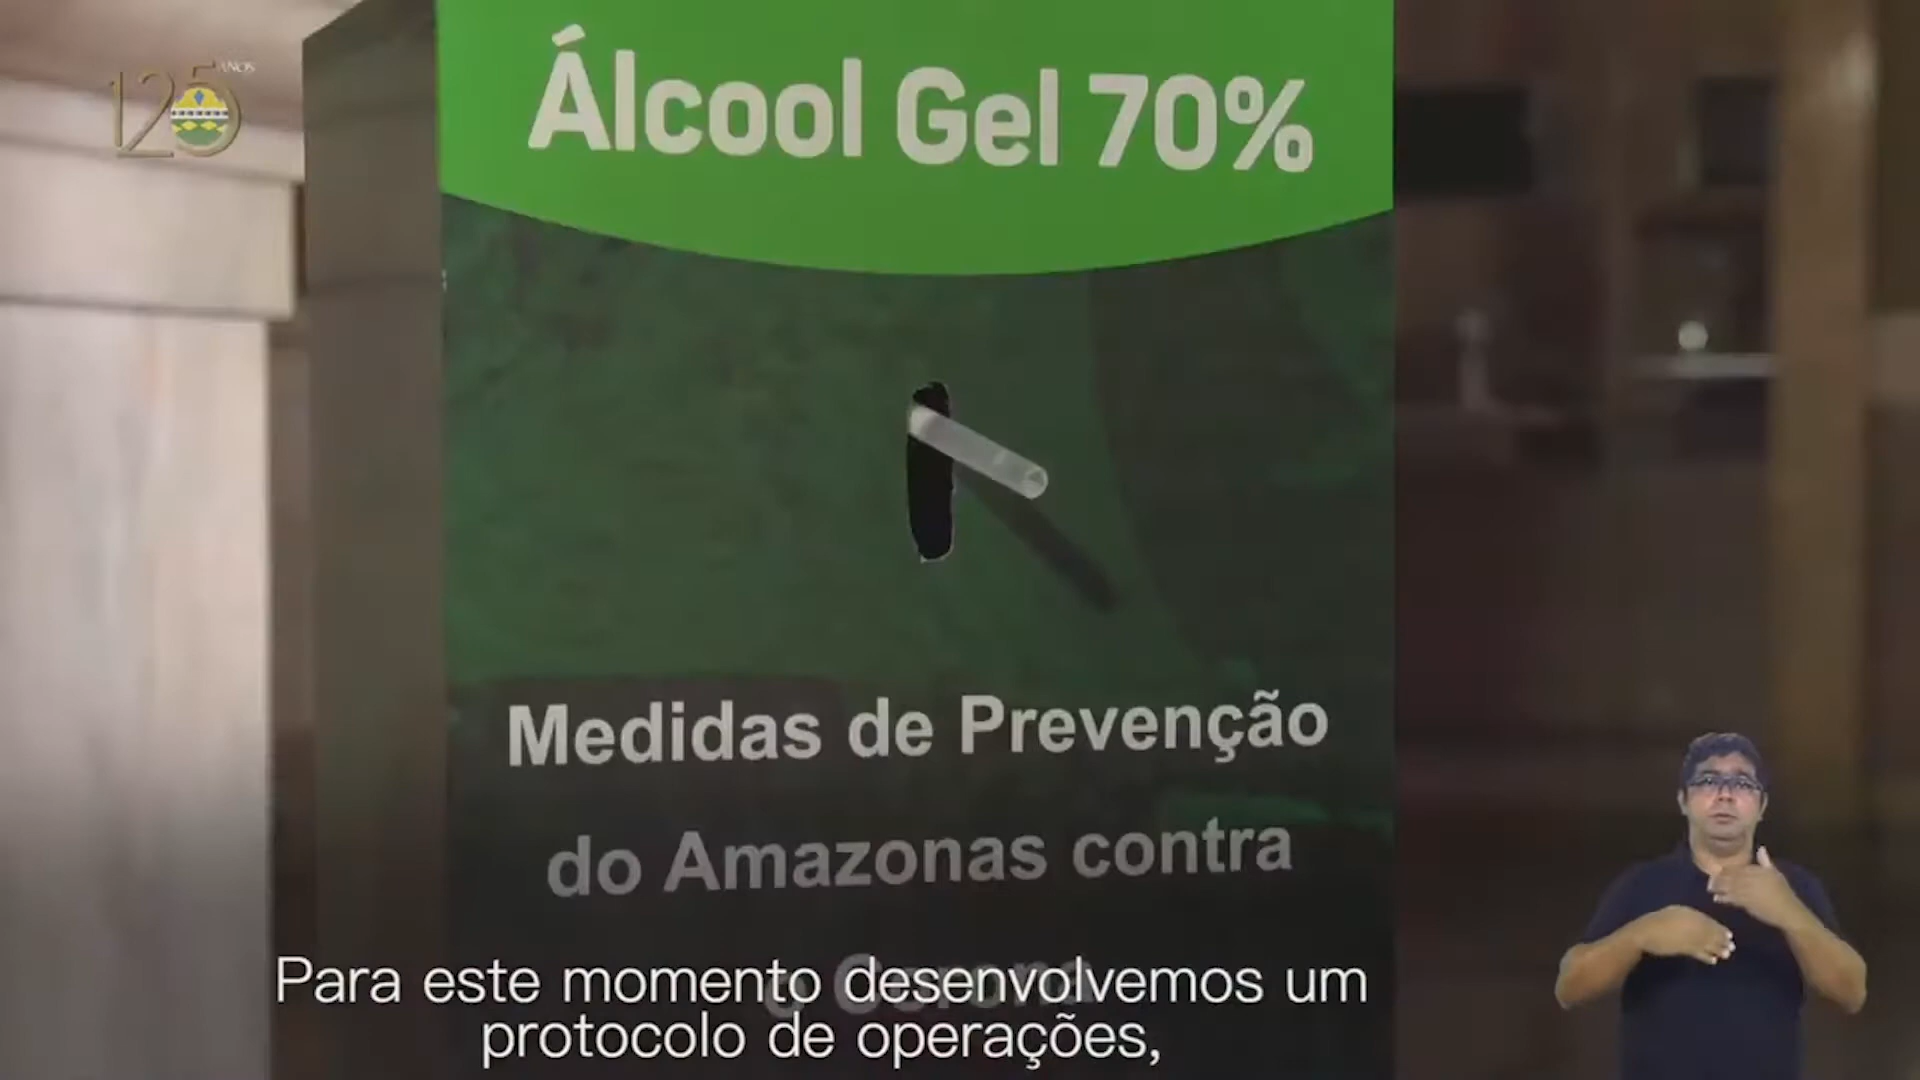 125
ANOS
Álcool Gel 70%
Medidas de Prevenção
do Amazonas contra
o Corona
Para este momento desenvolvemos um
protocolo de operações,